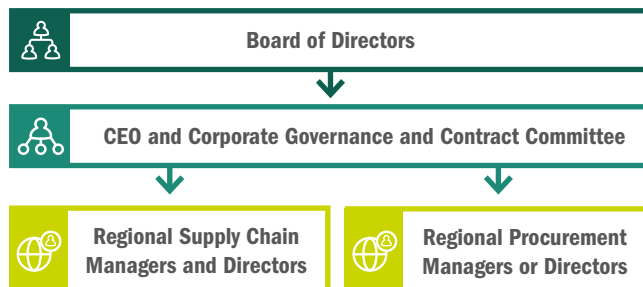 Board of Directors
CEO and Corporate Governance and Contract Committee
Regional Supply Chain
Managers and Directors
Regional Procurement
Managers or Directors